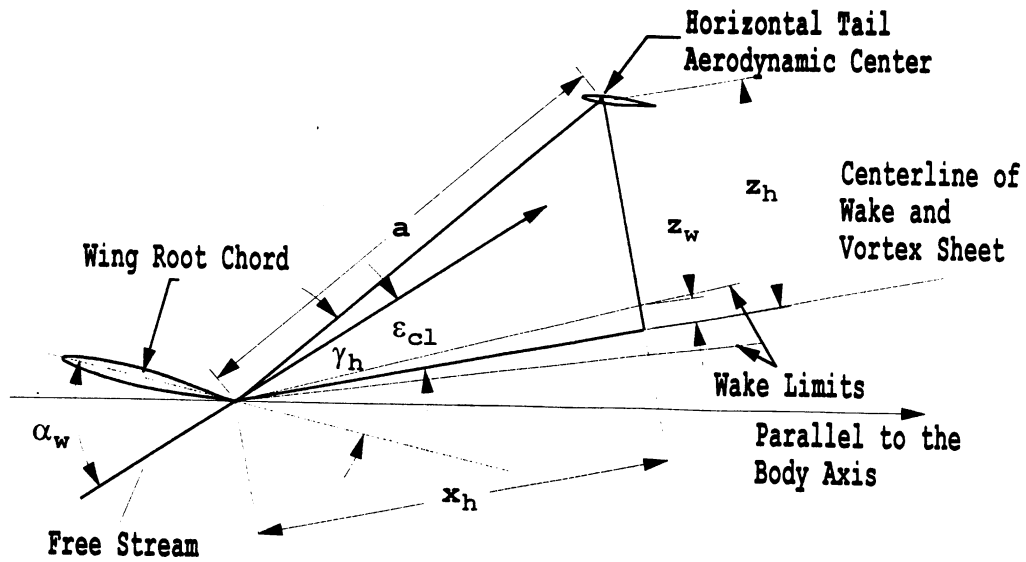 Horizontal Tail
Aerodynamic Center
z_h
Centerline of
Wake and
Vortex Sheet
a
z_w
Wing Root Chord
ε_cl
γ_h
Wake Limits
α_w
Parallel to the
Body Axis
x_h
Free Stream